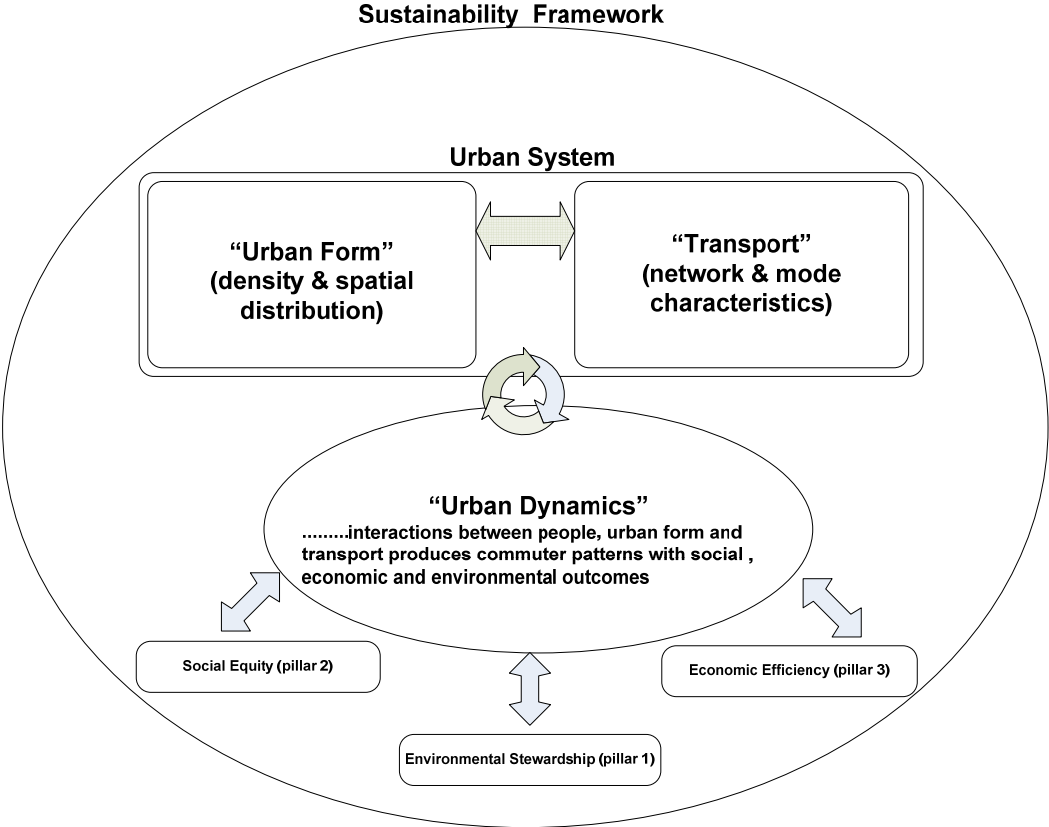 Sustainability Framework
Urban System
“Urban Form”
(density & spatial
distribution)
“Transport”
(network & mode
characteristics)
“Urban Dynamics”
.........interactions between people, urban form and
transport produces commuter patterns with social ,
economic and environmental outcomes
Social Equity (pillar 2)
Economic Efficiency (pillar 3)
Environmental Stewardship (pillar 1)